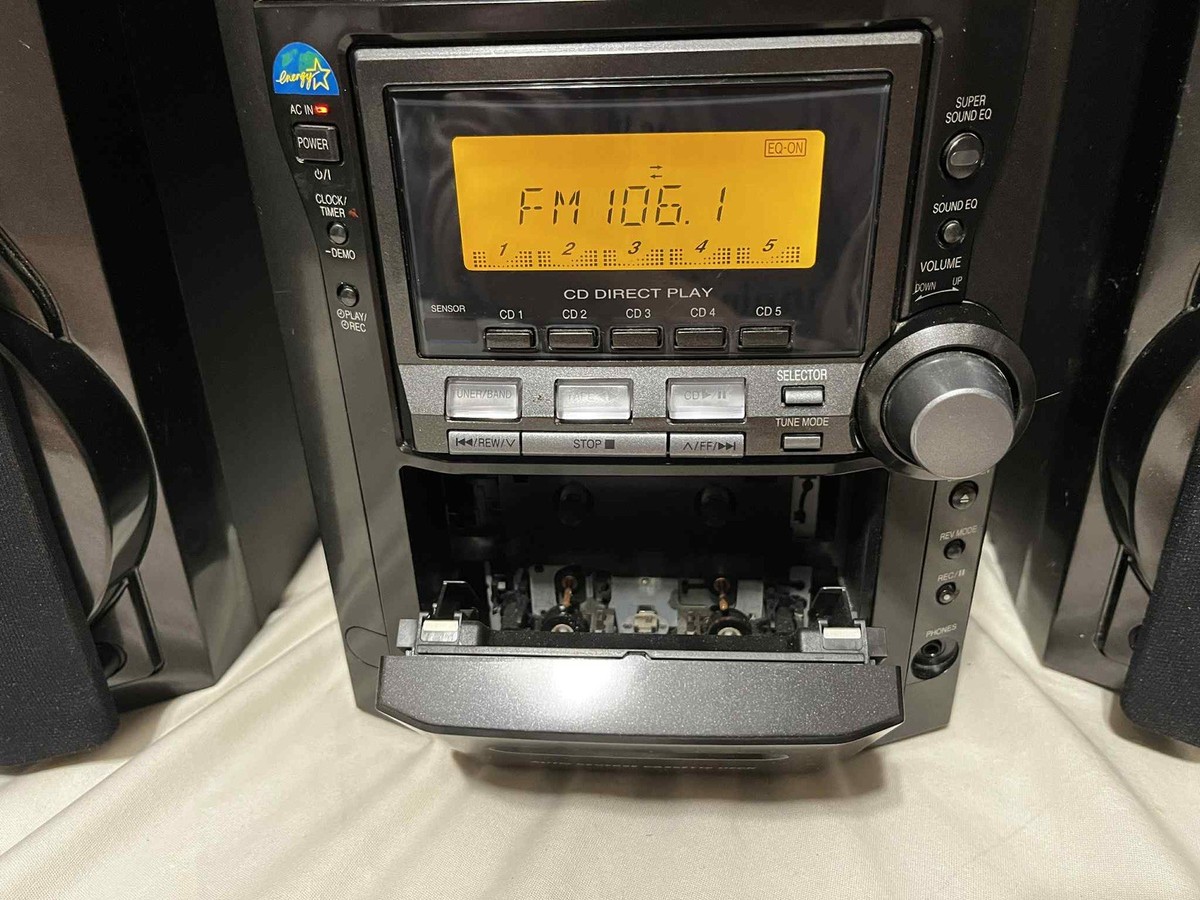 energy
AC IN
POWER
⏻/I
CLOCK/
TIMER
–DEMO
PLAY/
REC
EQ-ON
FM 106.1
1 2 3 4 5
CD DIRECT PLAY
SENSOR
CD 1 CD 2 CD 3 CD 4 CD 5
TUNER/BAND
TAPE
CD ▶/⏸
SELECTOR
TUNE MODE
⏮/REW/∨
STOP ■
∧/FF/⏭
SUPER
SOUND EQ
SOUND EQ
VOLUME
DOWN UP
REV MODE
REC/⏸
PHONES